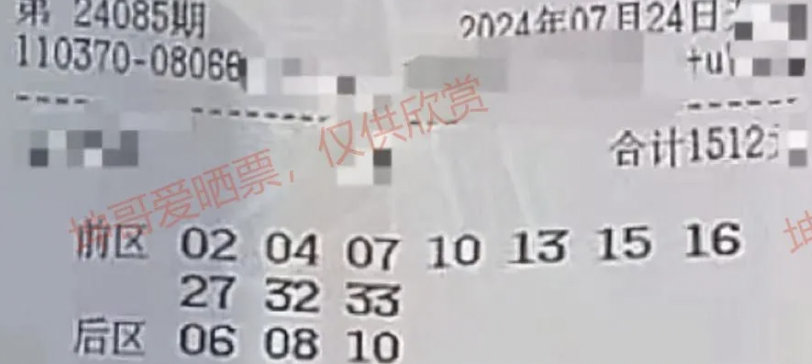 第 24085期
2024年07月24日
110370-08066
合计1512元
坤哥爱晒票，仅供欣赏
前区 02 04 07 10 13 15 16
27 32 33
后区 06 08 10